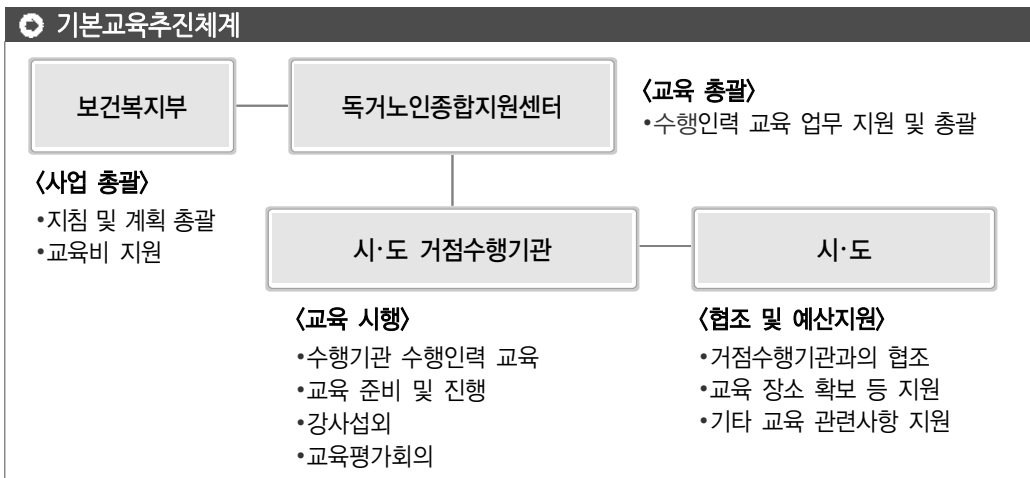 기본교육추진체계
보건복지부
독거노인종합지원센터
〈교육 총괄〉
•수행인력 교육 업무 지원 및 총괄
〈사업 총괄〉
•지침 및 계획 총괄
•교육비 지원
시·도 거점수행기관
시·도
〈교육 시행〉
•수행기관 수행인력 교육
•교육 준비 및 진행
•강사섭외
•교육평가회의
〈협조 및 예산지원〉
•거점수행기관과의 협조
•교육 장소 확보 등 지원
•기타 교육 관련사항 지원